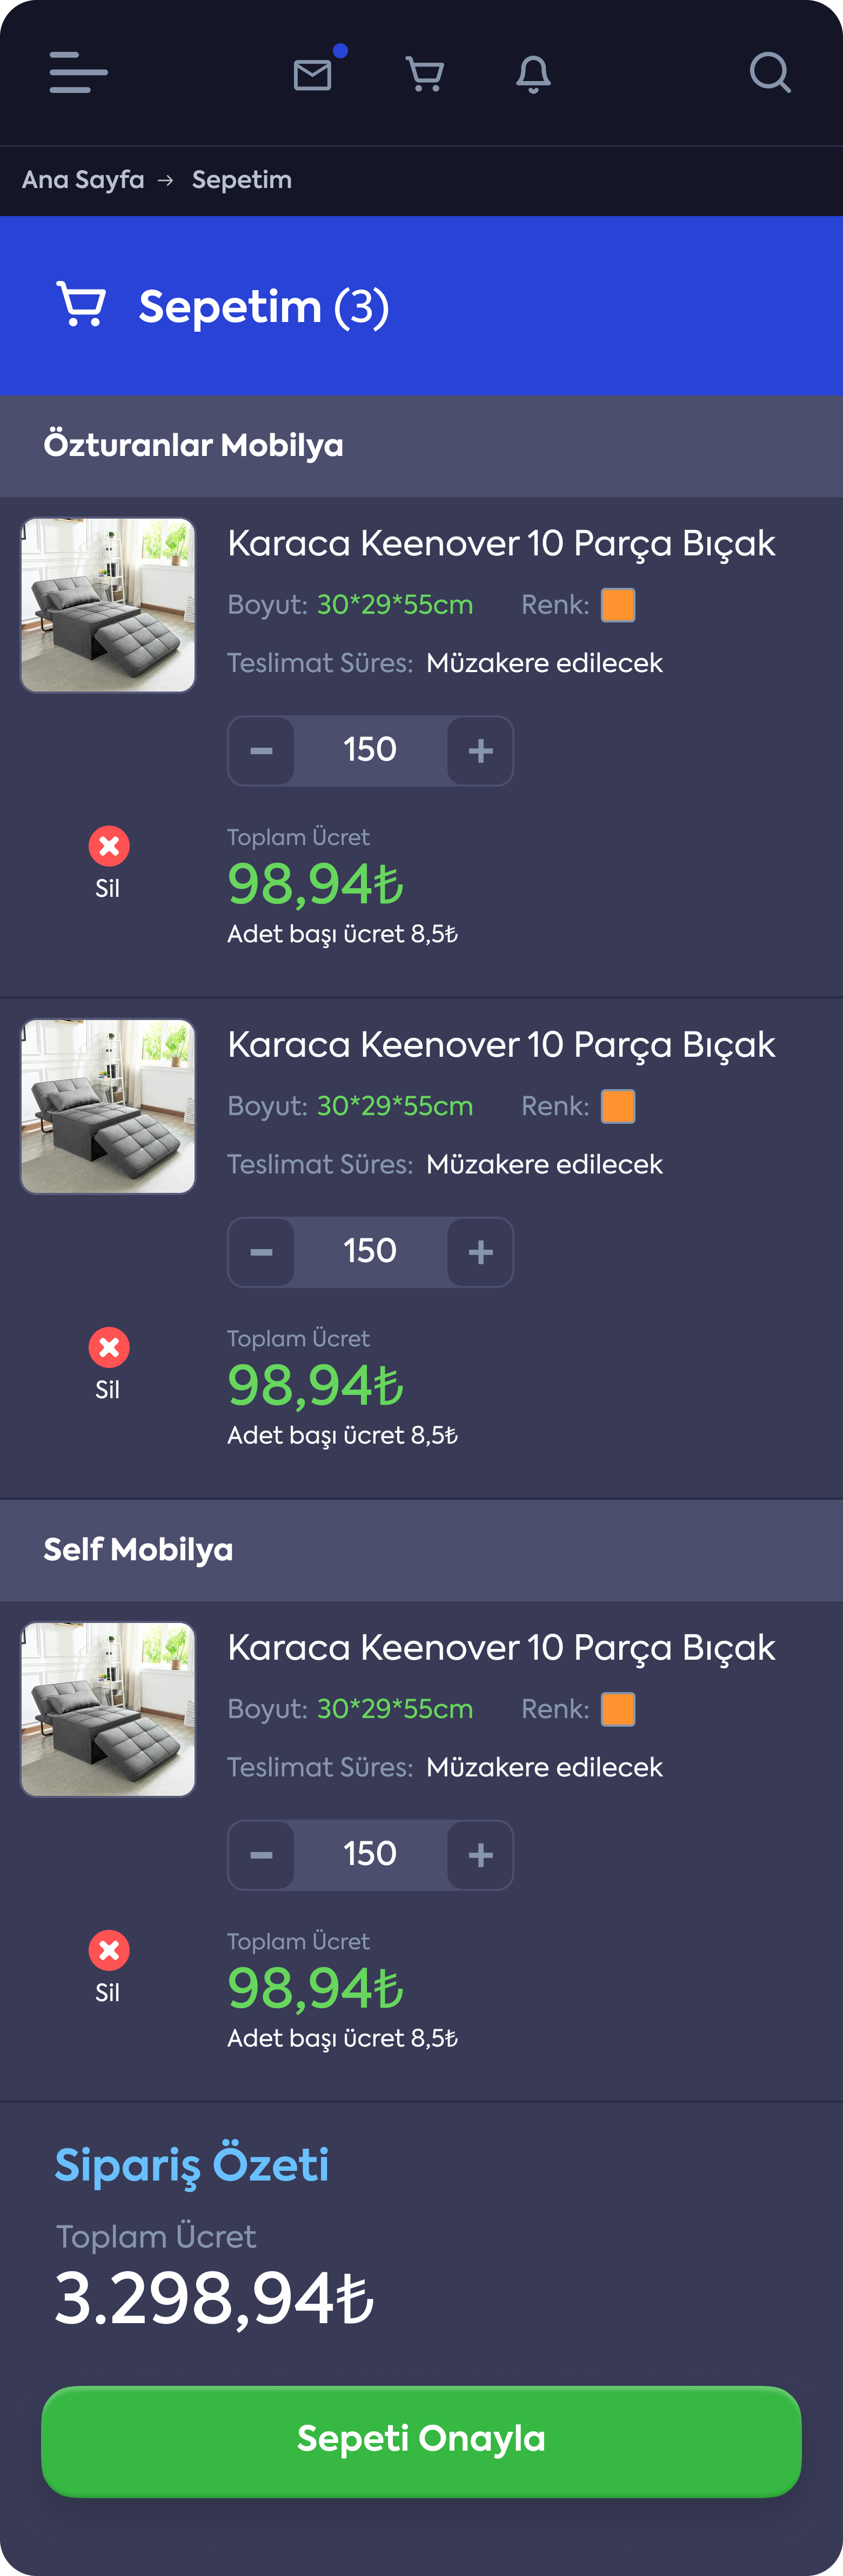 Ana Sayfa → Sepetim
Sepetim (3)
Özturanlar Mobilya
Karaca Keenover 10 Parça Bıçak
Boyut: 30*29*55cm Renk:
Teslimat Süres: Müzakere edilecek
150
Sil
Toplam Ücret
98,94₺
Adet başı ücret 8,5₺
Karaca Keenover 10 Parça Bıçak
Boyut: 30*29*55cm Renk:
Teslimat Süres: Müzakere edilecek
150
Sil
Toplam Ücret
98,94₺
Adet başı ücret 8,5₺
Self Mobilya
Karaca Keenover 10 Parça Bıçak
Boyut: 30*29*55cm Renk:
Teslimat Süres: Müzakere edilecek
150
Sil
Toplam Ücret
98,94₺
Adet başı ücret 8,5₺
Sipariş Özeti
Toplam Ücret
3.298,94₺
Sepeti Onayla